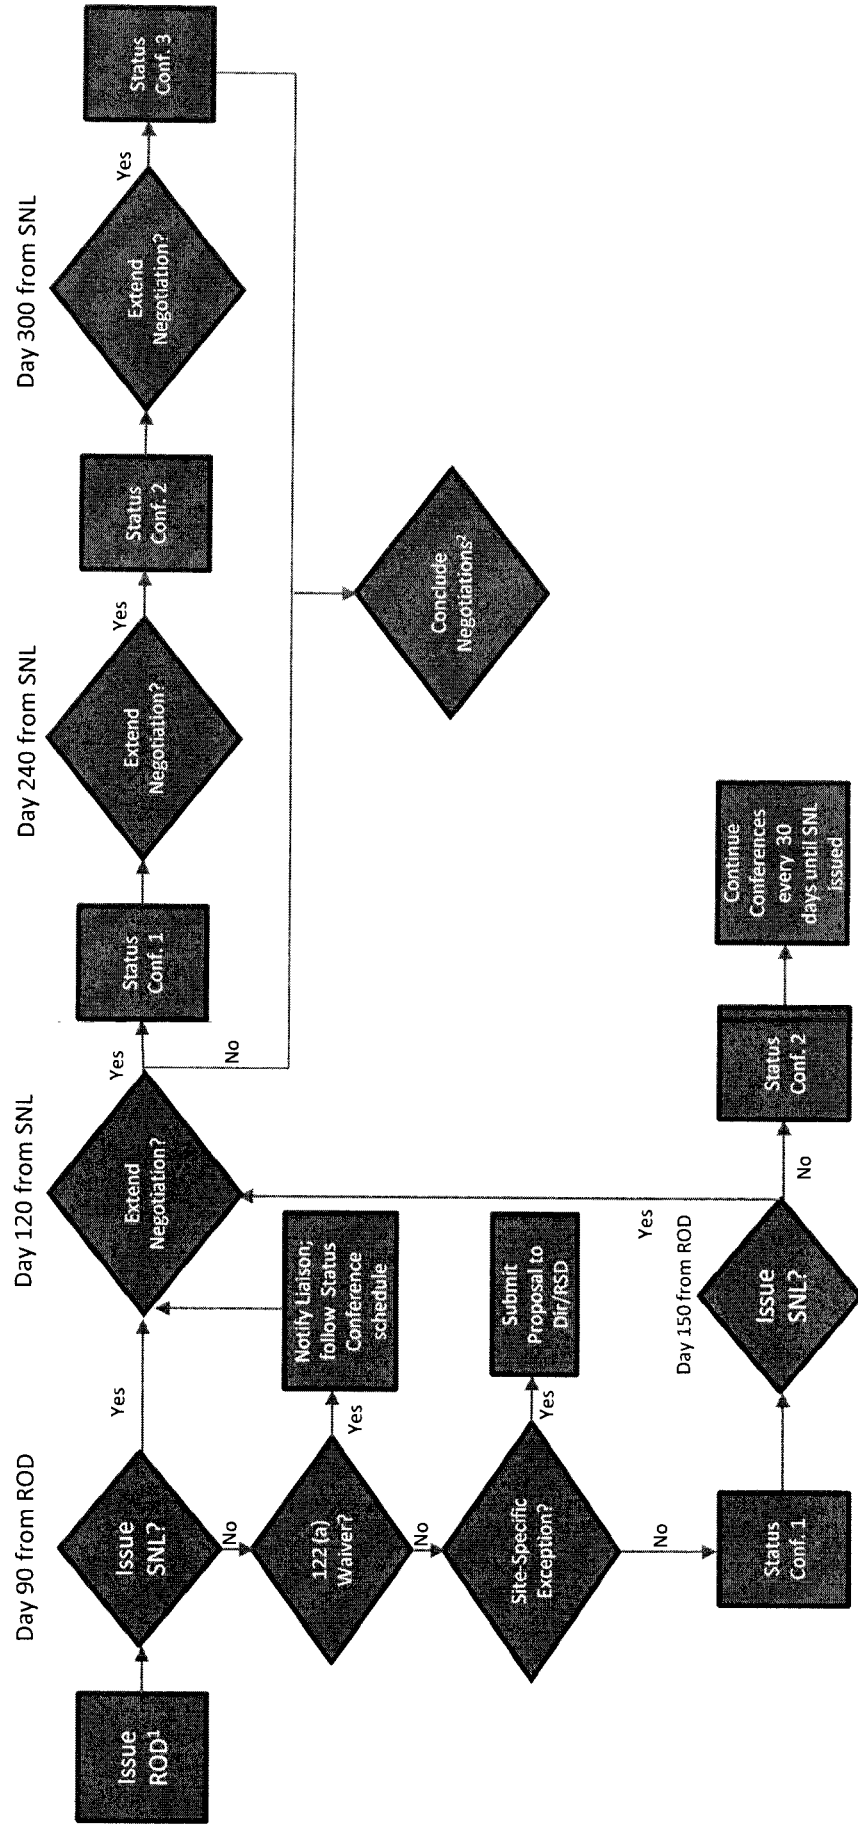 Day 90 from ROD
Day 120 from SNL
Day 240 from SNL
Day 300 from SNL
Issue
ROD¹
Issue
SNL?
Yes
Extend
Negotiation?
Yes
Status
Conf. 1
Extend
Negotiation?
Yes
Status
Conf. 2
Extend
Negotiation?
Yes
Status
Conf. 3
No
No
122 (a)
Waiver?
Yes
Notify Liaison;
follow Status
Conference
schedule
Conclude
Negotiations²
No
Site-Specific
Exception?
Yes
Submit
Proposal to
Dir/RSD
No
Yes
Day 150 from ROD
Status
Conf. 1
Issue
SNL?
No
Status
Conf. 2
Continue
Conferences
every 30
days until SNL
issued